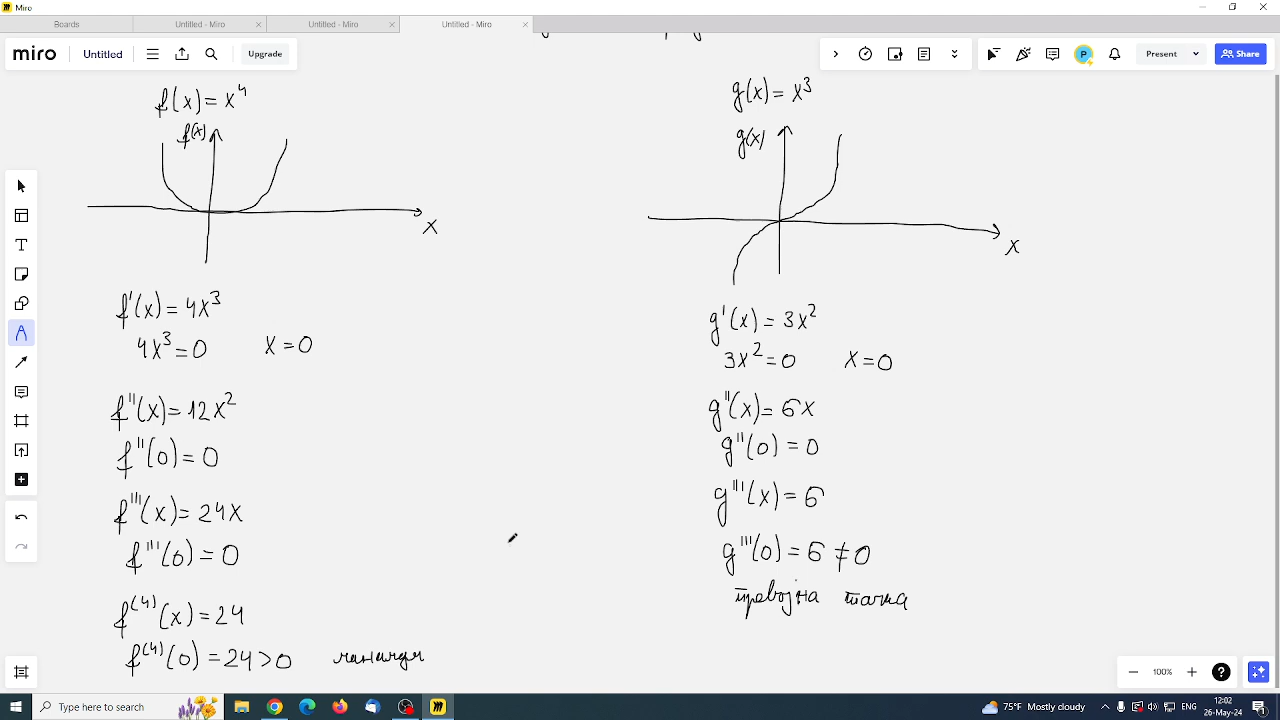 Miro
Boards
Untitled - Miro
Untitled - Miro
Untitled - Miro
miro
Untitled
Upgrade
P
Present
Share
f(x) = x⁴
f(x)
x
f'(x) = 4x³
4x³ = 0 x = 0
f''(x) = 12x²
f''(0) = 0
f'''(x) = 24x
f'''(0) = 0
f⁽⁴⁾(x) = 24
f⁽⁴⁾(0) = 24 > 0
g(x) = x³
g(x)
x
g'(x) = 3x²
3x² = 0 x = 0
g''(x) = 6x
g''(0) = 0
g'''(x) = 6
g'''(0) = 6 ≠ 0
превојна тачка
100%
Type here to search
75°F Mostly cloudy
ENG
12:02
26-May-24